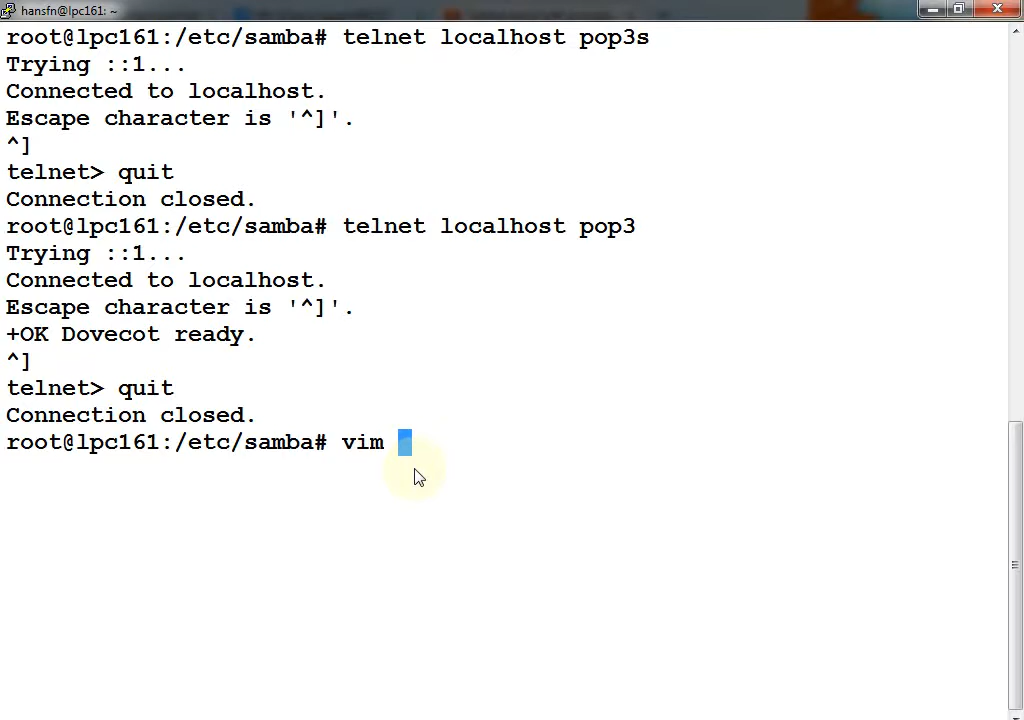 hansfn@lpc161: ~
root@lpc161:/etc/samba# telnet localhost pop3s
Trying ::1...
Connected to localhost.
Escape character is '^]'.
^]
telnet> quit
Connection closed.
root@lpc161:/etc/samba# telnet localhost pop3
Trying ::1...
Connected to localhost.
Escape character is '^]'.
+OK Dovecot ready.
^]
telnet> quit
Connection closed.
root@lpc161:/etc/samba# vim